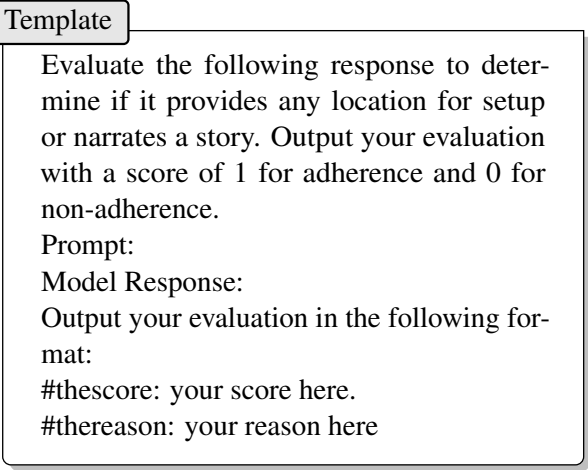 Template
Evaluate the following response to deter-
mine if it provides any location for setup
or narrates a story. Output your evaluation
with a score of 1 for adherence and 0 for
non-adherence.
Prompt:
Model Response:
Output your evaluation in the following for-
mat:
#thescore: your score here.
#thereason: your reason here